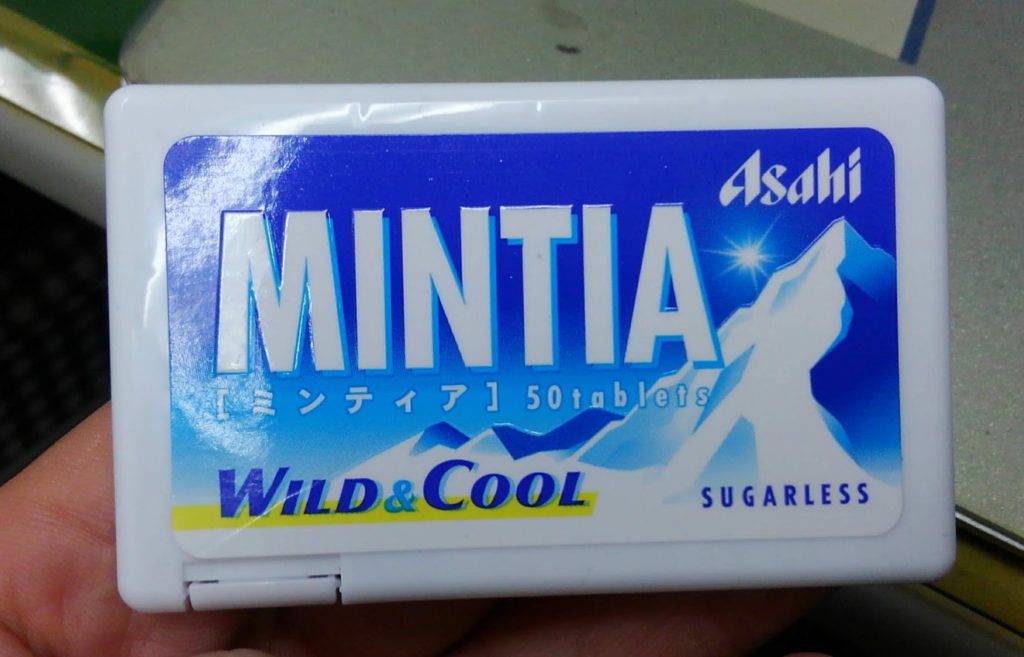 Asahi
MINTIA
[ミンティア] 50tablets
WILD&COOL
SUGARLESS